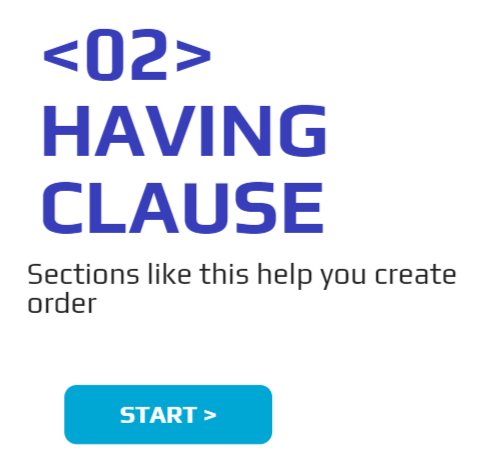 <02>
HAVING
CLAUSE
Sections like this help you create
order
START >